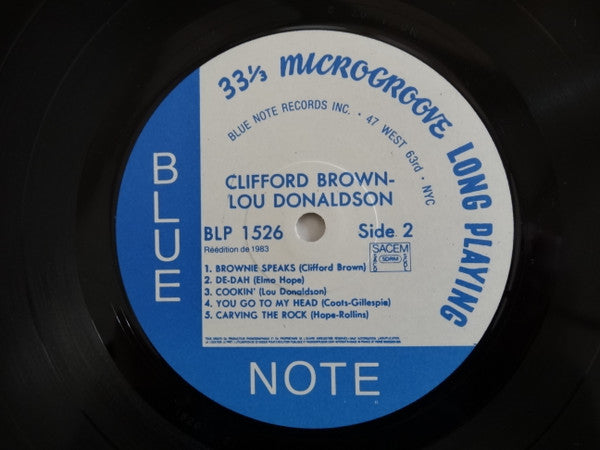 33⅓ MICROGROOVE LONG PLAYING
BLUE NOTE RECORDS INC. • 47 WEST 63rd • NYC
CLIFFORD BROWN-
LOU DONALDSON
BLP 1526 Side 2
Réédition de 1983
SACEM
SDRM
1. BROWNIE SPEAKS (Clifford Brown)
2. DE-DAH (Elmo Hope)
3. COOKIN' (Lou Donaldson)
4. YOU GO TO MY HEAD (Coots-Gillespie)
5. CARVING THE ROCK (Hope-Rollins)
BLUE
NOTE